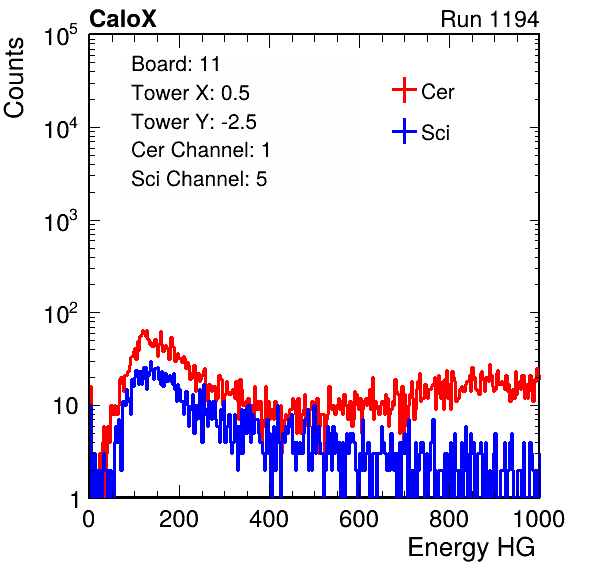 CaloX Run 1194
Counts
10^5
10^4
10^3
10^2
10
1
Board: 11
Tower X: 0.5
Tower Y: -2.5
Cer Channel: 1
Sci Channel: 5
Cer
Sci
0 200 400 600 800 1000
Energy HG